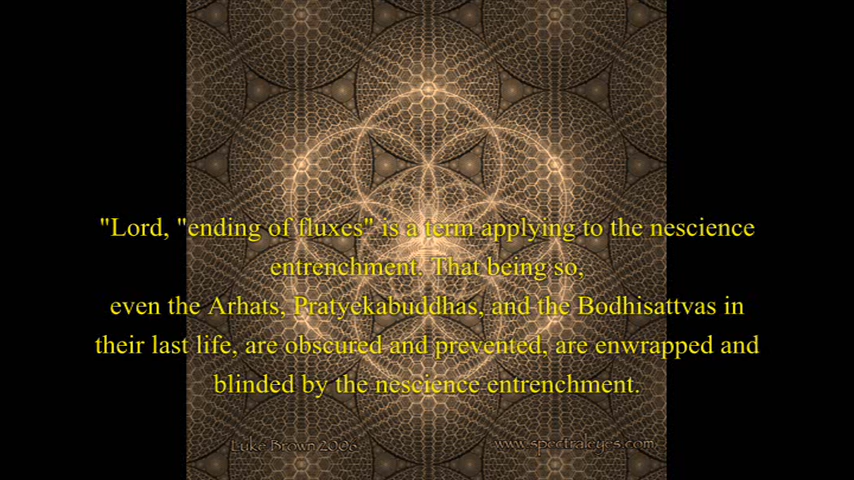 "Lord, "ending of fluxes" is a term applying to the nescience
entrenchment. That being so,
even the Arhats, Pratyekabuddhas, and the Bodhisattvas in
their last life, are obscured and prevented, are enwrapped and
blinded by the nescience entrenchment.
Luke Brown
www.spectraleyes.com